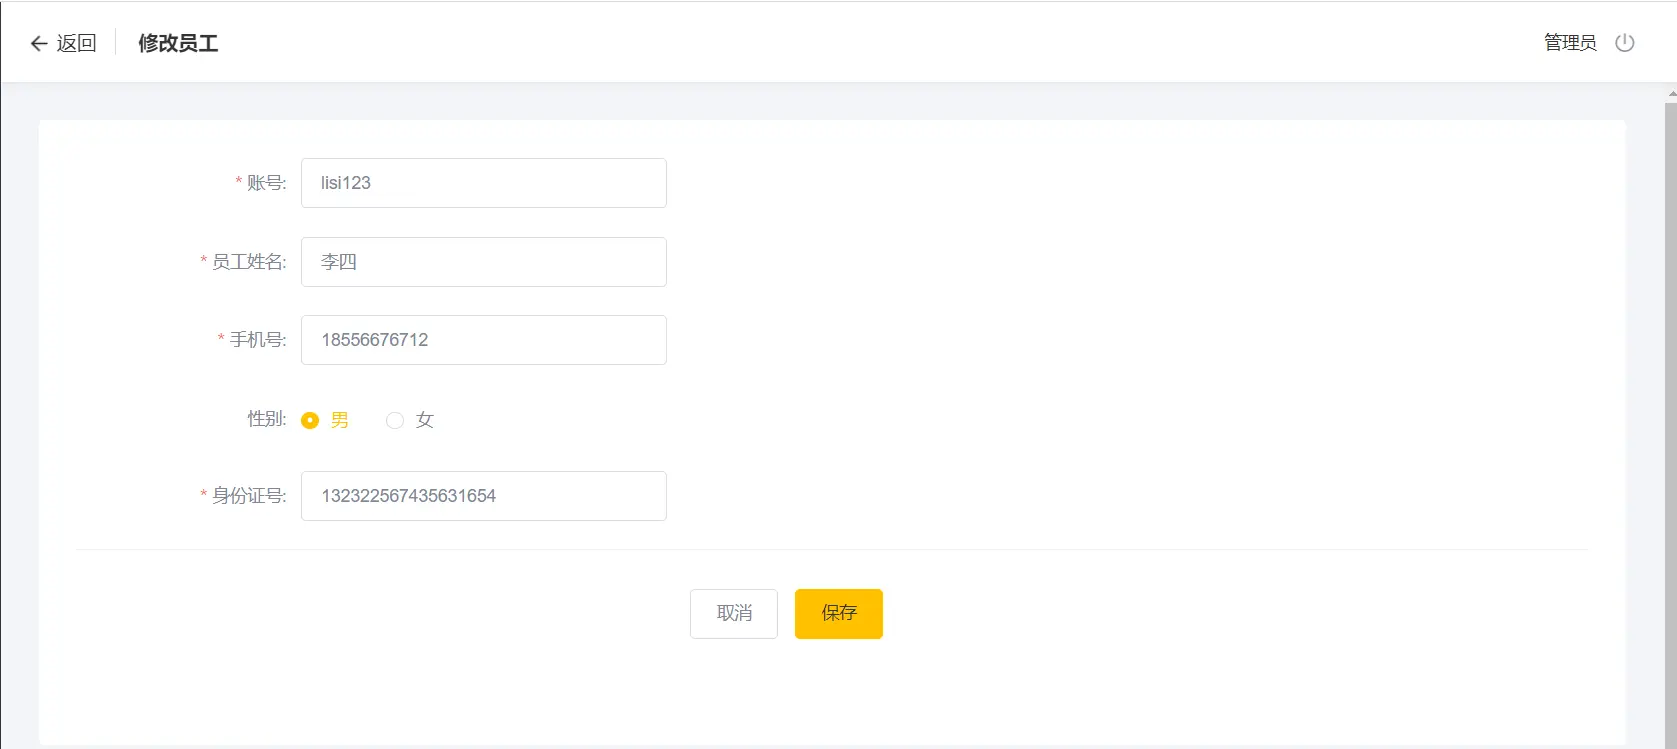 返回 修改员工 管理员
* 账号: lisi123
* 员工姓名: 李四
* 手机号: 18556676712
性别: 男 女
* 身份证号: 132322567435631654
取消 保存